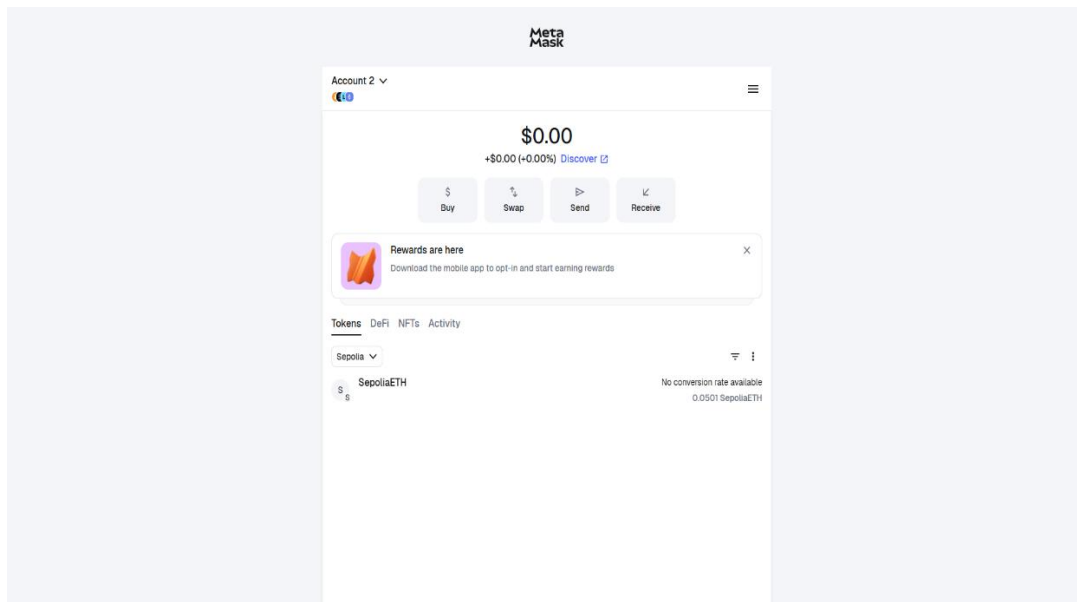 Meta
Mask
Account 2
$0.00
+$0.00 (+0.00%) Discover
$
Buy
Swap
Send
Receive
Rewards are here
Download the mobile app to opt-in and start earning rewards
Tokens DeFi NFTs Activity
Sepolia
SepoliaETH
No conversion rate available
S
S
0.0501 SepoliaETH